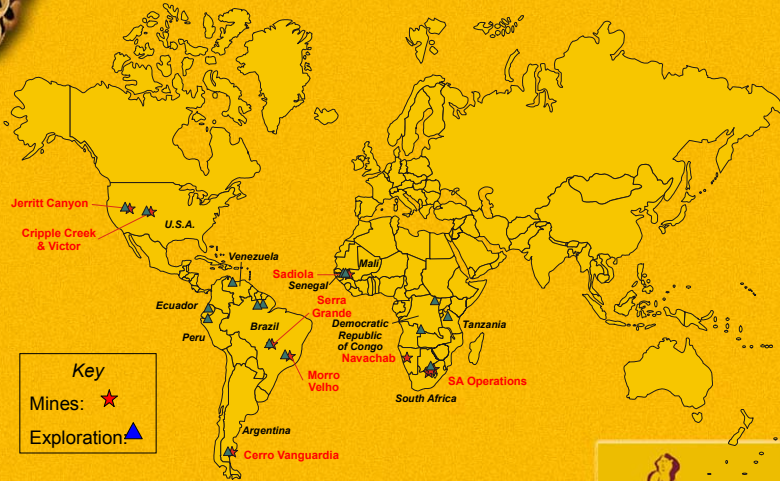 Jerritt Canyon
U.S.A.
Cripple Creek
& Victor
Venezuela
Sadiola
Mali
Senegal
Serra
Grande
Ecuador
Brazil
Peru
Democratic
Republic
of Congo
Tanzania
Navachab
Morro
Velho
SA Operations
South Africa
Argentina
Cerro Vanguardia
Key
Mines:
Exploration: